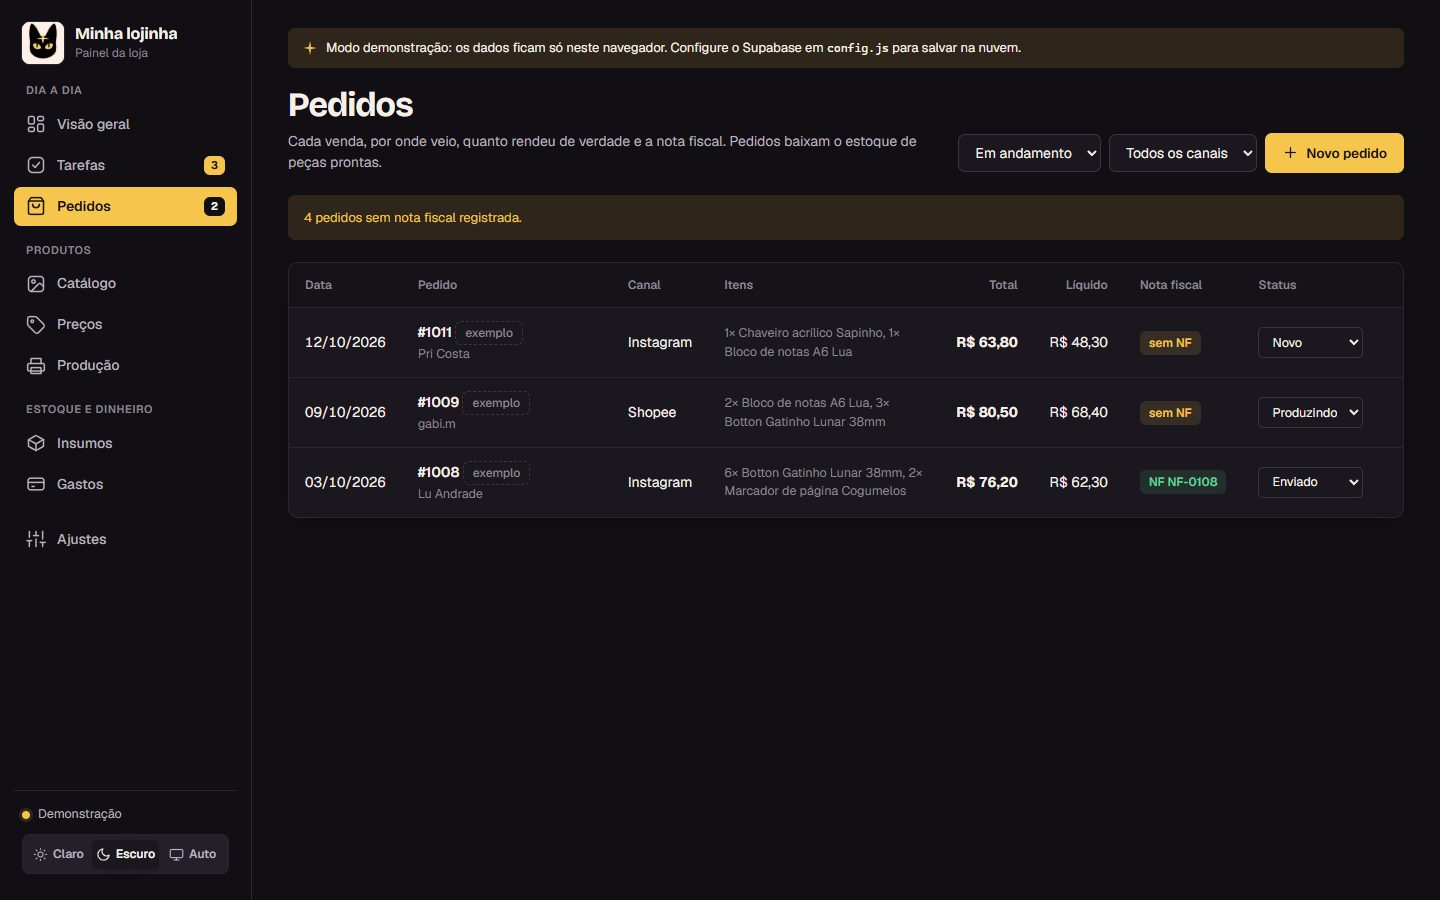 Minha lojinha
Painel da loja
DIA A DIA
Visão geral
Tarefas 3
Pedidos 2
PRODUTOS
Catálogo
Preços
Produção
ESTOQUE E DINHEIRO
Insumos
Gastos
Ajustes
Demonstração
Claro Escuro Auto
Modo demonstração: os dados ficam só neste navegador. Configure o Supabase em config.js para salvar na nuvem.
Pedidos
Cada venda, por onde veio, quanto rendeu de verdade e a nota fiscal. Pedidos baixam o estoque de
peças prontas.
Em andamento Todos os canais + Novo pedido
4 pedidos sem nota fiscal registrada.
Data Pedido Canal Itens Total Líquido Nota fiscal Status
12/10/2026 #1011 exemplo Pri Costa Instagram 1× Chaveiro acrílico Sapinho, 1× Bloco de notas A6 Lua R$ 63,80 R$ 48,30 sem NF Novo
09/10/2026 #1009 exemplo gabi.m Shopee 2× Bloco de notas A6 Lua, 3× Botton Gatinho Lunar 38mm R$ 80,50 R$ 68,40 sem NF Produzindo
03/10/2026 #1008 exemplo Lu Andrade Instagram 6× Botton Gatinho Lunar 38mm, 2× Marcador de página Cogumelos R$ 76,20 R$ 62,30 NF NF-0108 Enviado